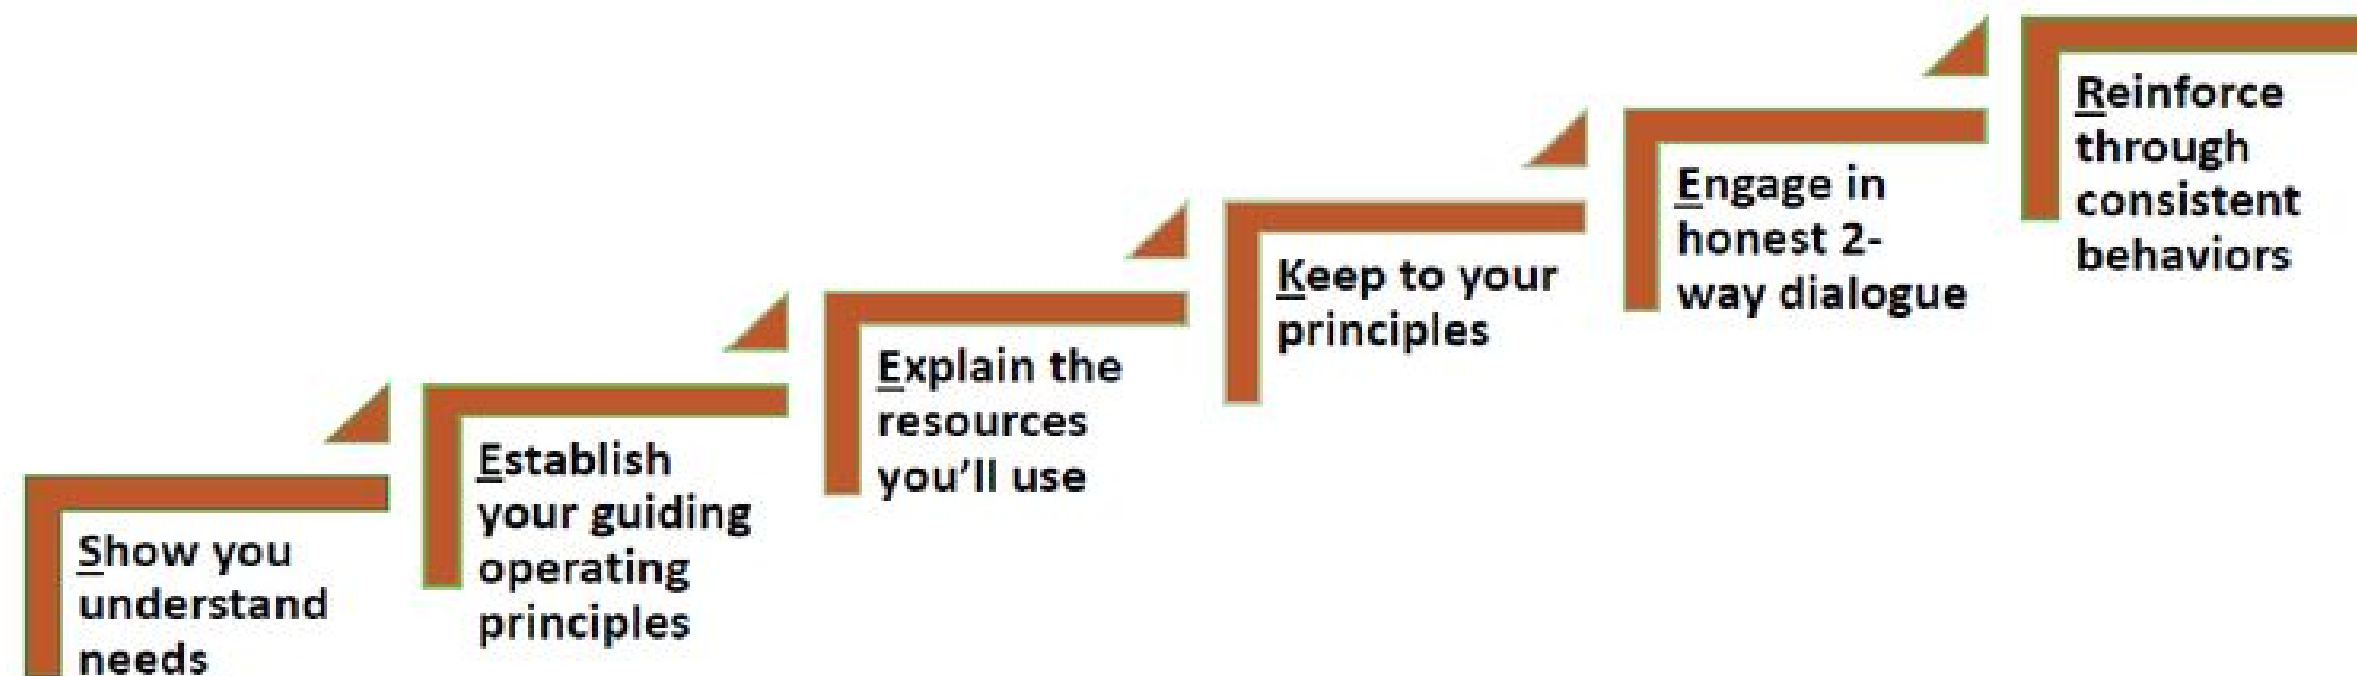 Show you
understand
needs
Establish
your guiding
operating
principles
Explain the
resources
you’ll use
Keep to your
principles
Engage in
honest 2-
way dialogue
Reinforce
through
consistent
behaviors